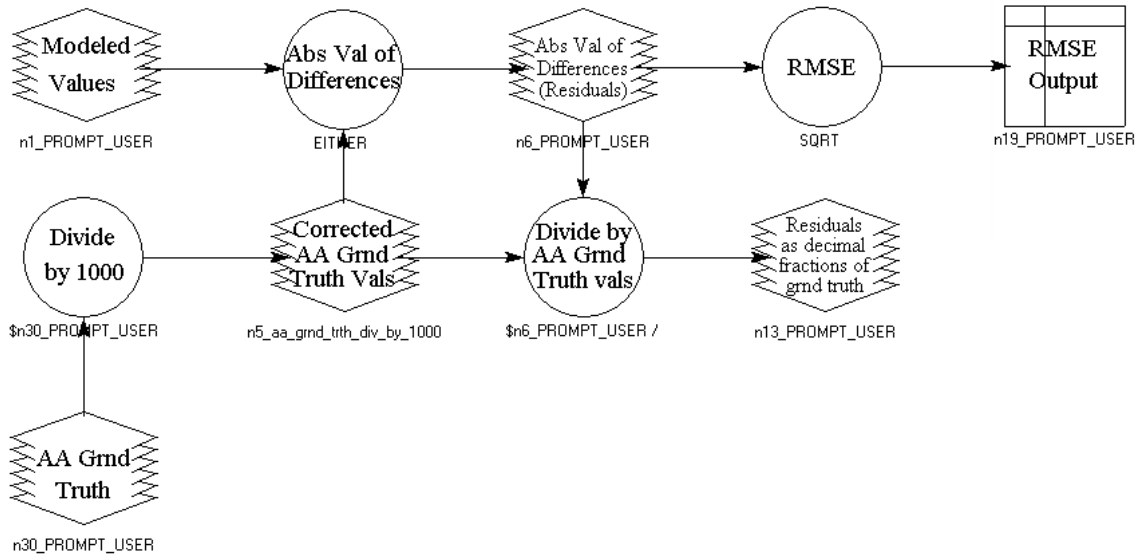 Modeled
Values
n1_PROMPT_USER
Abs Val of
Differences
EITHER
Abs Val of
Differences
(Residuals)
n6_PROMPT_USER
RMSE
SQRT
RMSE
Output
n19_PROMPT_USER
Divide
by 1000
$n30_PROMPT_USER
Corrected
AA Grnd
Truth Vals
n5_aa_grnd_trth_div_by_1000
Divide by
AA Grnd
Truth vals
$n6_PROMPT_USER /
Residuals
as decimal
fractions of
grnd truth
n13_PROMPT_USER
AA Grnd
Truth
n30_PROMPT_USER